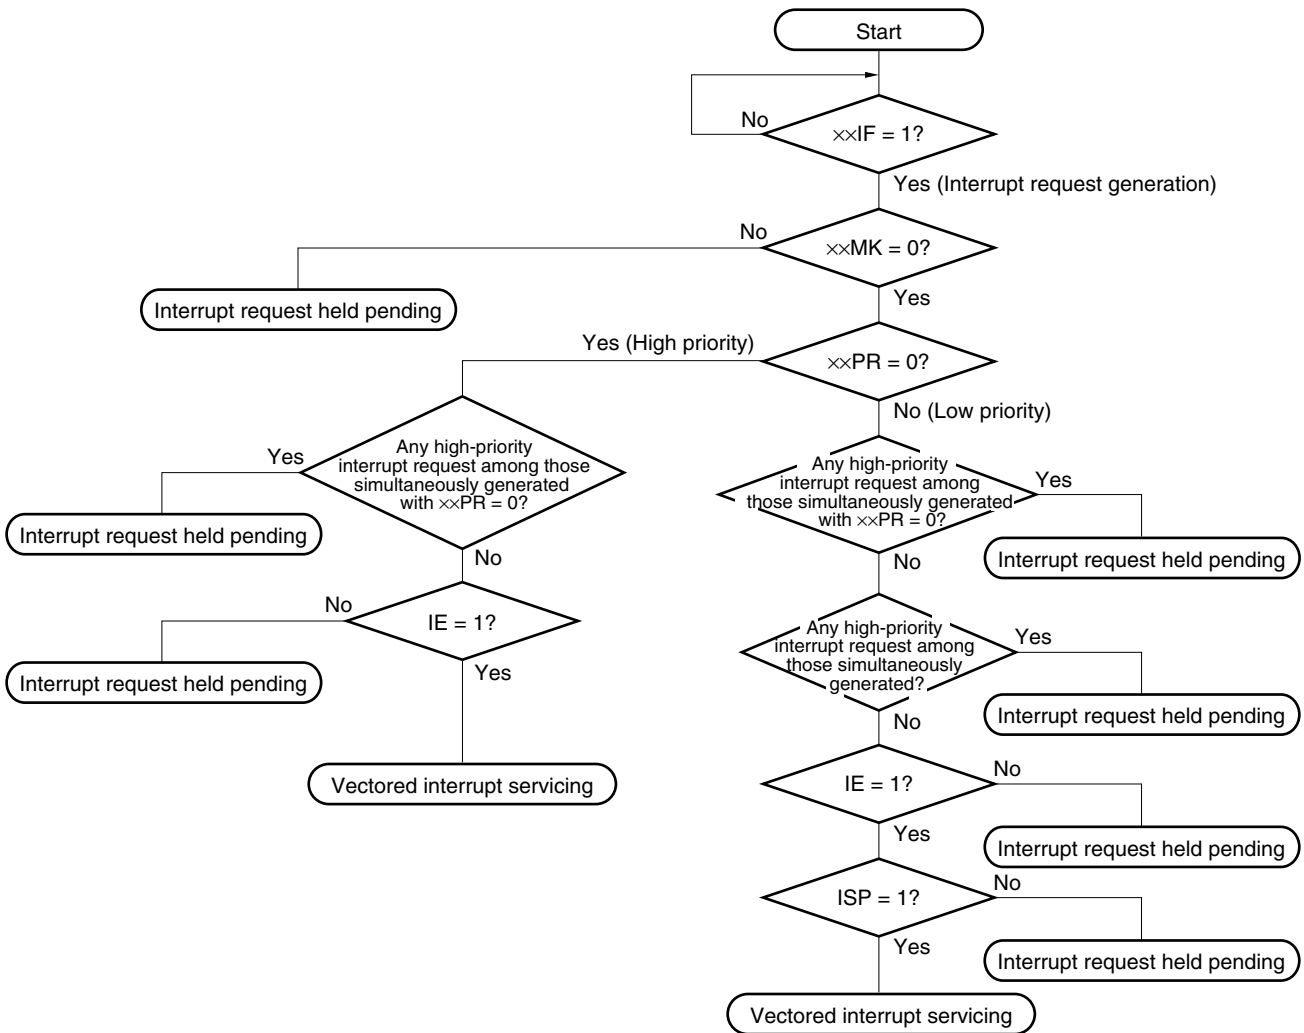 Start
No
××IF = 1?
Yes (Interrupt request generation)
No
××MK = 0?
Interrupt request held pending
Yes
Yes (High priority)
××PR = 0?
No (Low priority)
Yes
Any high-priority
interrupt request among those
simultaneously generated
with ××PR = 0?
Any high-priority
interrupt request among
those simultaneously generated
with ××PR = 0?
Yes
Interrupt request held pending
No
Interrupt request held pending
No
No
IE = 1?
Any high-priority
interrupt request among
those simultaneously
generated?
Yes
Interrupt request held pending
Yes
Interrupt request held pending
No
Vectored interrupt servicing
IE = 1?
No
Yes
Interrupt request held pending
ISP = 1?
No
Yes
Interrupt request held pending
Vectored interrupt servicing